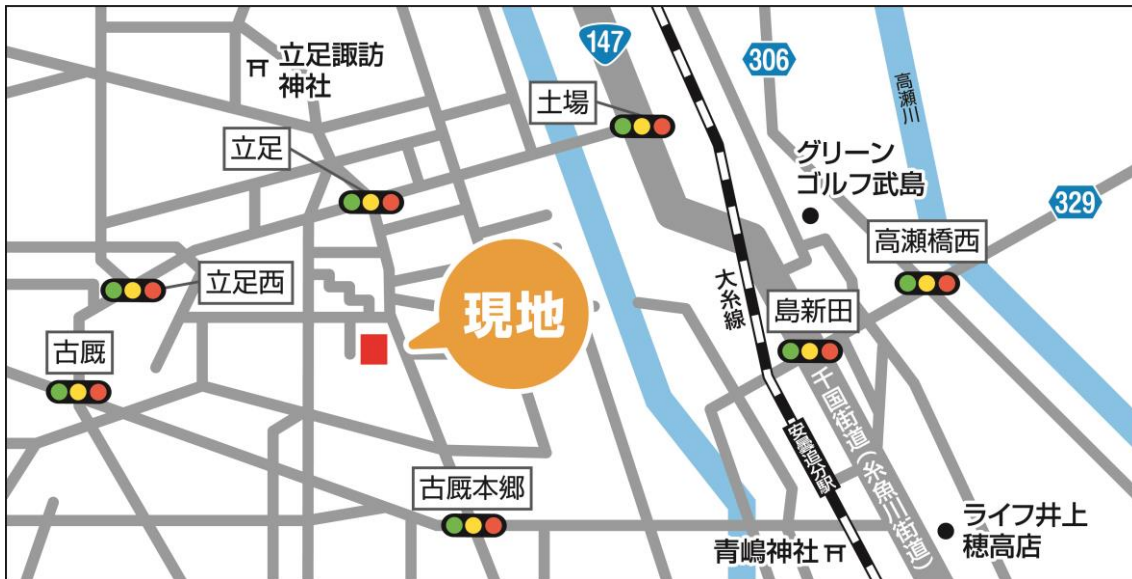 立足諏訪
神社
147
306
高瀬川
土場
立足
グリーン
ゴルフ武島
329
高瀬橋西
立足西
大糸線
島新田
現地
古厩
千国街道(糸魚川街道)
安曇追分駅
古厩本郷
ライフ井上
穂高店
青嶋神社